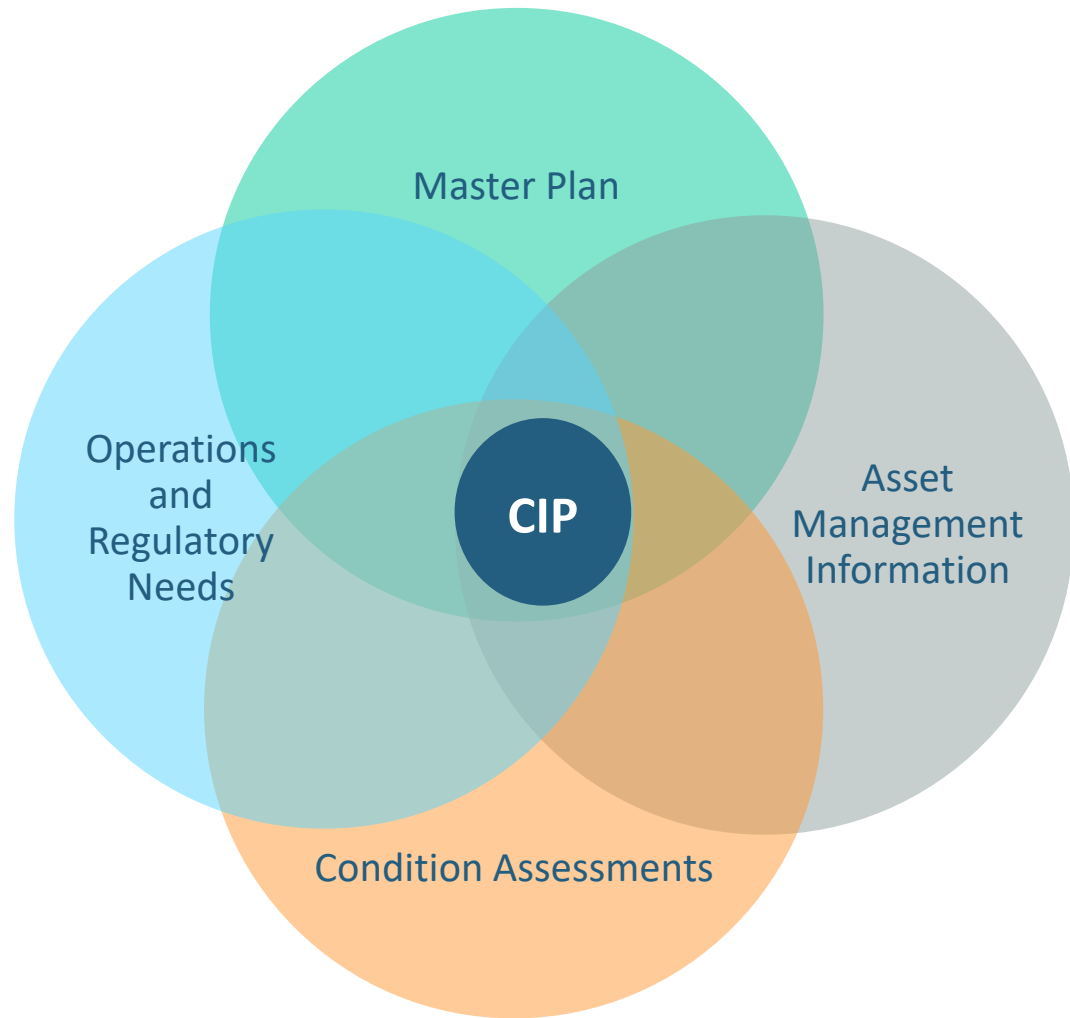 Master Plan
Operations
and
Regulatory
Needs
CIP
Asset
Management
Information
Condition Assessments